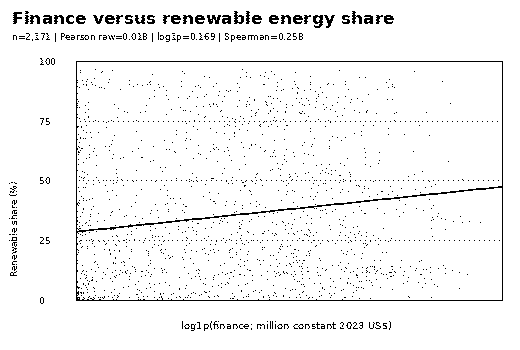 Finance versus renewable energy share
n=2,171 | Pearson raw=0.018 | log1p=0.169 | Spearman=0.258
100
75
50
25
0
Renewable share (%)
log1p(finance; million constant 2023 US$)